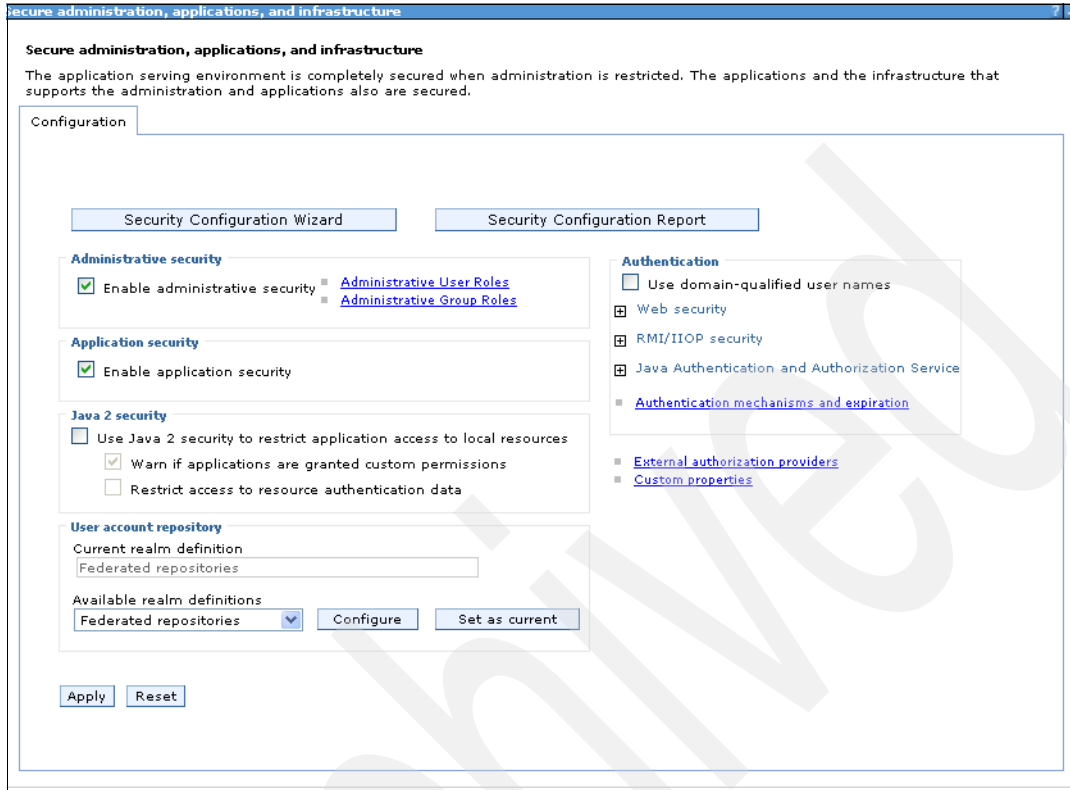 Secure administration, applications, and infrastructure
?
Secure administration, applications, and infrastructure
The application serving environment is completely secured when administration is restricted. The applications and the infrastructure that
supports the administration and applications also are secured.
Configuration
Security Configuration Wizard
Security Configuration Report
Administrative security
Enable administrative security
Administrative User Roles
Administrative Group Roles
Application security
Enable application security
Java 2 security
Use Java 2 security to restrict application access to local resources
Warn if applications are granted custom permissions
Restrict access to resource authentication data
User account repository
Current realm definition
Federated repositories
Available realm definitions
Federated repositories
Configure
Set as current
Authentication
Use domain-qualified user names
Web security
RMI/IIOP security
Java Authentication and Authorization Service
Authentication mechanisms and expiration
External authorization providers
Custom properties
Apply
Reset